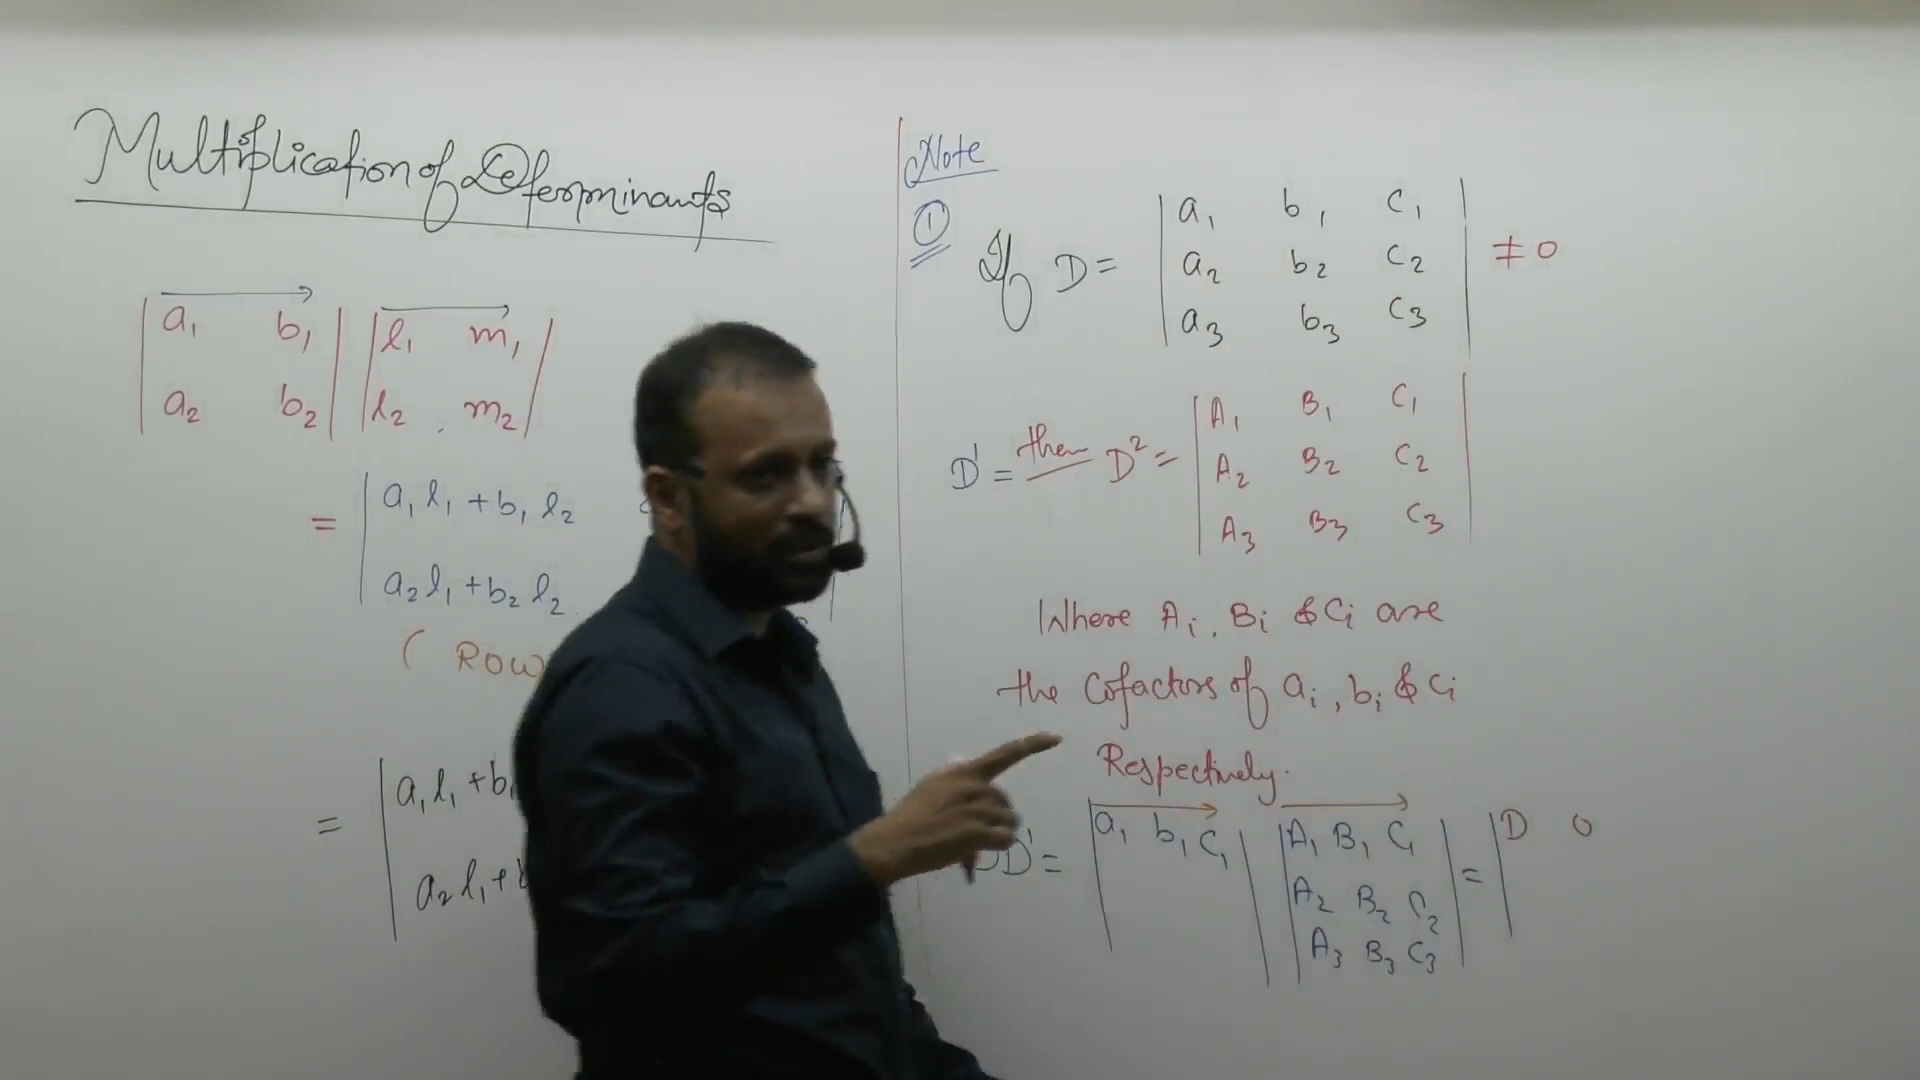 Multiplication of Determinants
| a₁ b₁ | | l₁ m₁ |
| a₂ b₂ | | l₂ m₂ |
= | a₁l₁ + b₁l₂
| a₂l₁ + b₂l₂
( ROW
= | a₁l₁ + b₁
| a₂l₁ +
Note
① If D = | a₁ b₁ c₁ | ≠ 0
| a₂ b₂ c₂ |
| a₃ b₃ c₃ |
D' = then D² = | A₁ B₁ C₁ |
| A₂ B₂ C₂ |
| A₃ B₃ C₃ |
Where Aᵢ, Bᵢ & Cᵢ are
the Cofactors of aᵢ, bᵢ & cᵢ
Respectively.
DD' = | a₁ b₁ c₁ | | A₁ B₁ C₁ | = | D 0
| A₂ B₂ C₂ |
| A₃ B₃ C₃ |